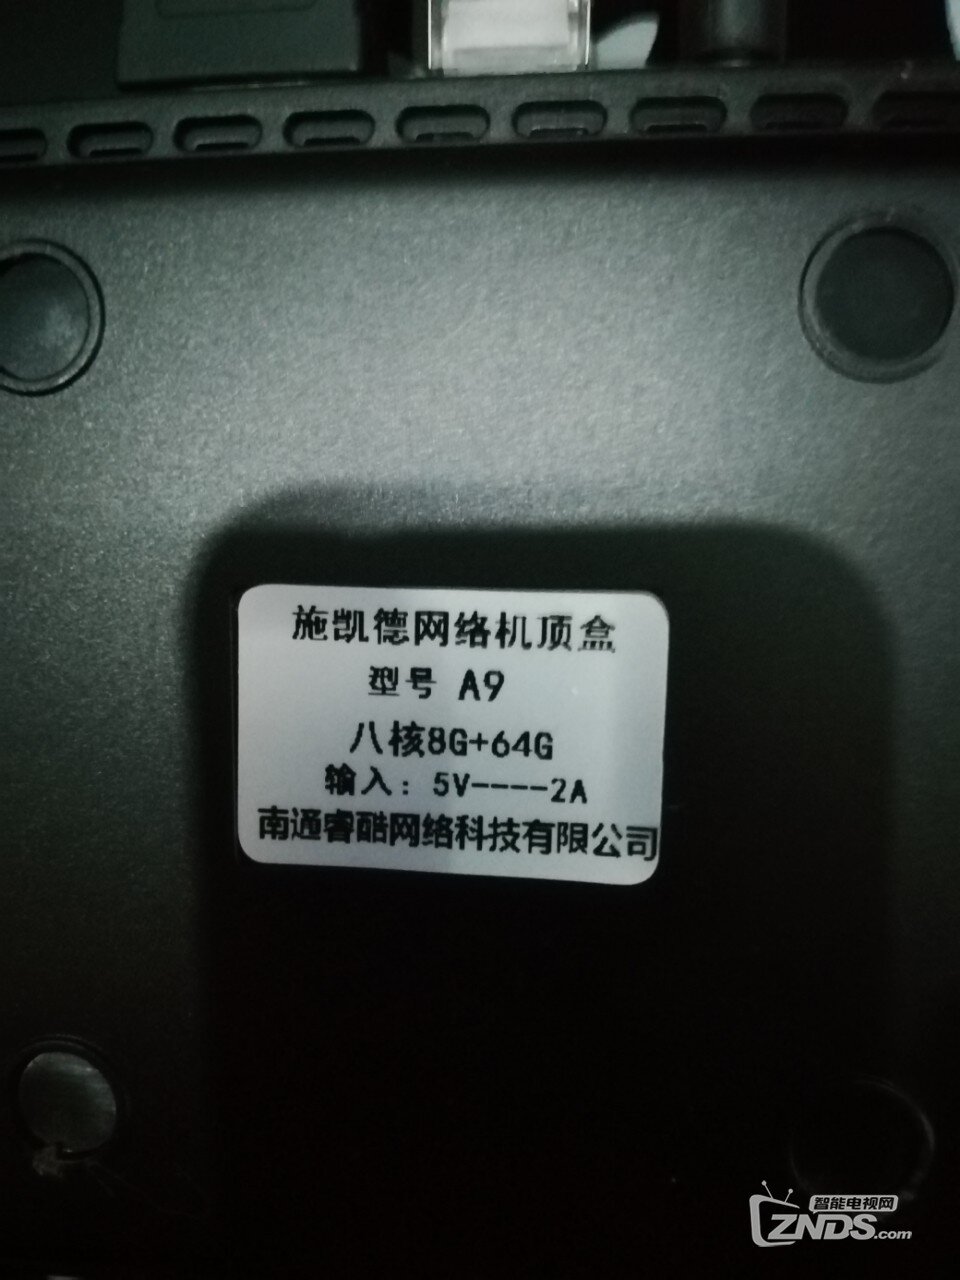 施凯德网络机顶盒
型号 A9
八核8G+64G
输入：5V----2A
南通睿酷网络科技有限公司
智能电视网
ZNDS.com